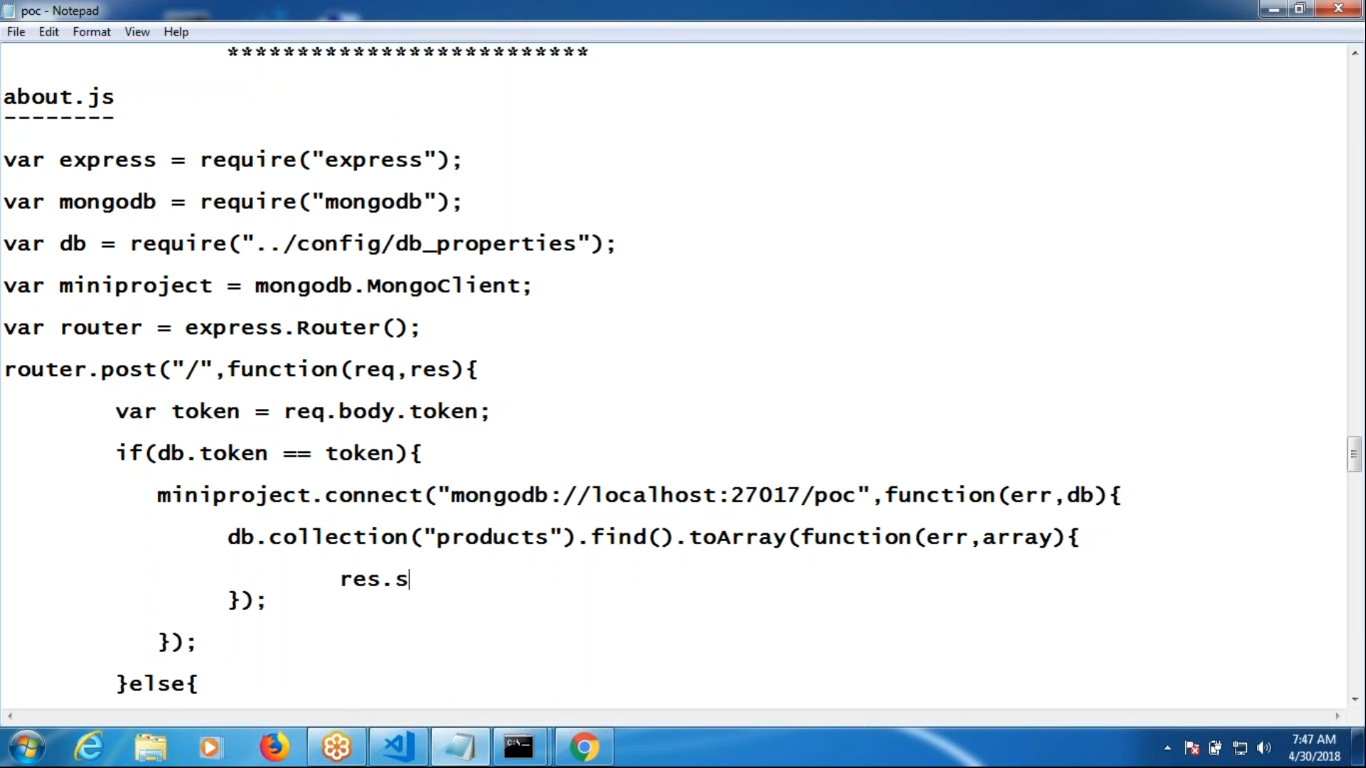 poc - Notepad
File Edit Format View Help
**************************
about.js
--------
var express = require("express");
var mongodb = require("mongodb");
var db = require("../config/db_properties");
var miniproject = mongodb.MongoClient;
var router = express.Router();
router.post("/",function(req,res){
var token = req.body.token;
if(db.token == token){
miniproject.connect("mongodb://localhost:27017/poc",function(err,db){
db.collection("products").find().toArray(function(err,array){
res.s
});
});
}else{
7:47 AM
4/30/2018